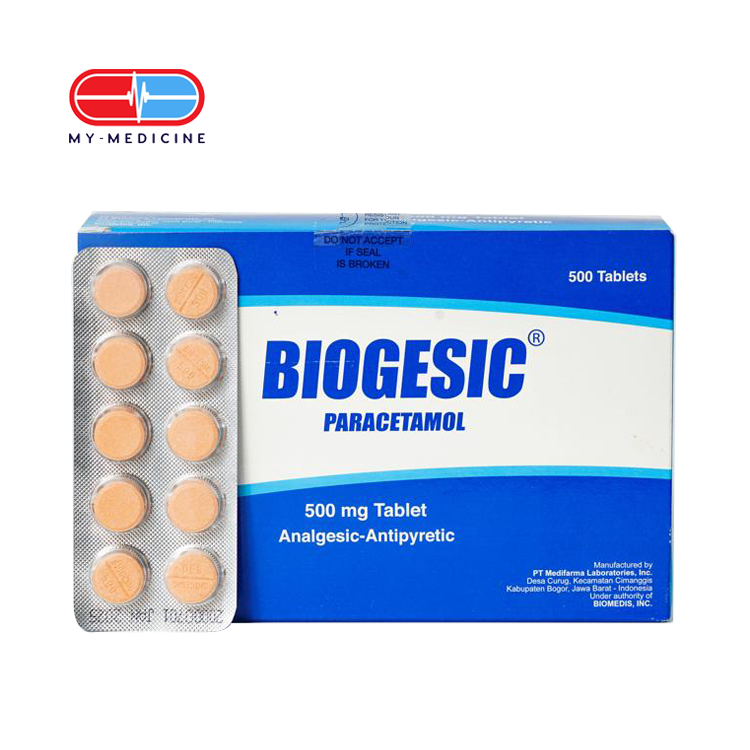 MY-MEDICINE
DO NOT ACCEPT
IF SEAL
IS BROKEN
500 Tablets
BIOGESIC®
PARACETAMOL
500 mg Tablet
Analgesic-Antipyretic
Manufactured by
PT Medifarma Laboratories, Inc.
Desa Curug, Kecamatan Cimanggis
Kabupaten Bogor, Jawa Barat - Indonesia
Under authority of
BIOMEDIS, INC.